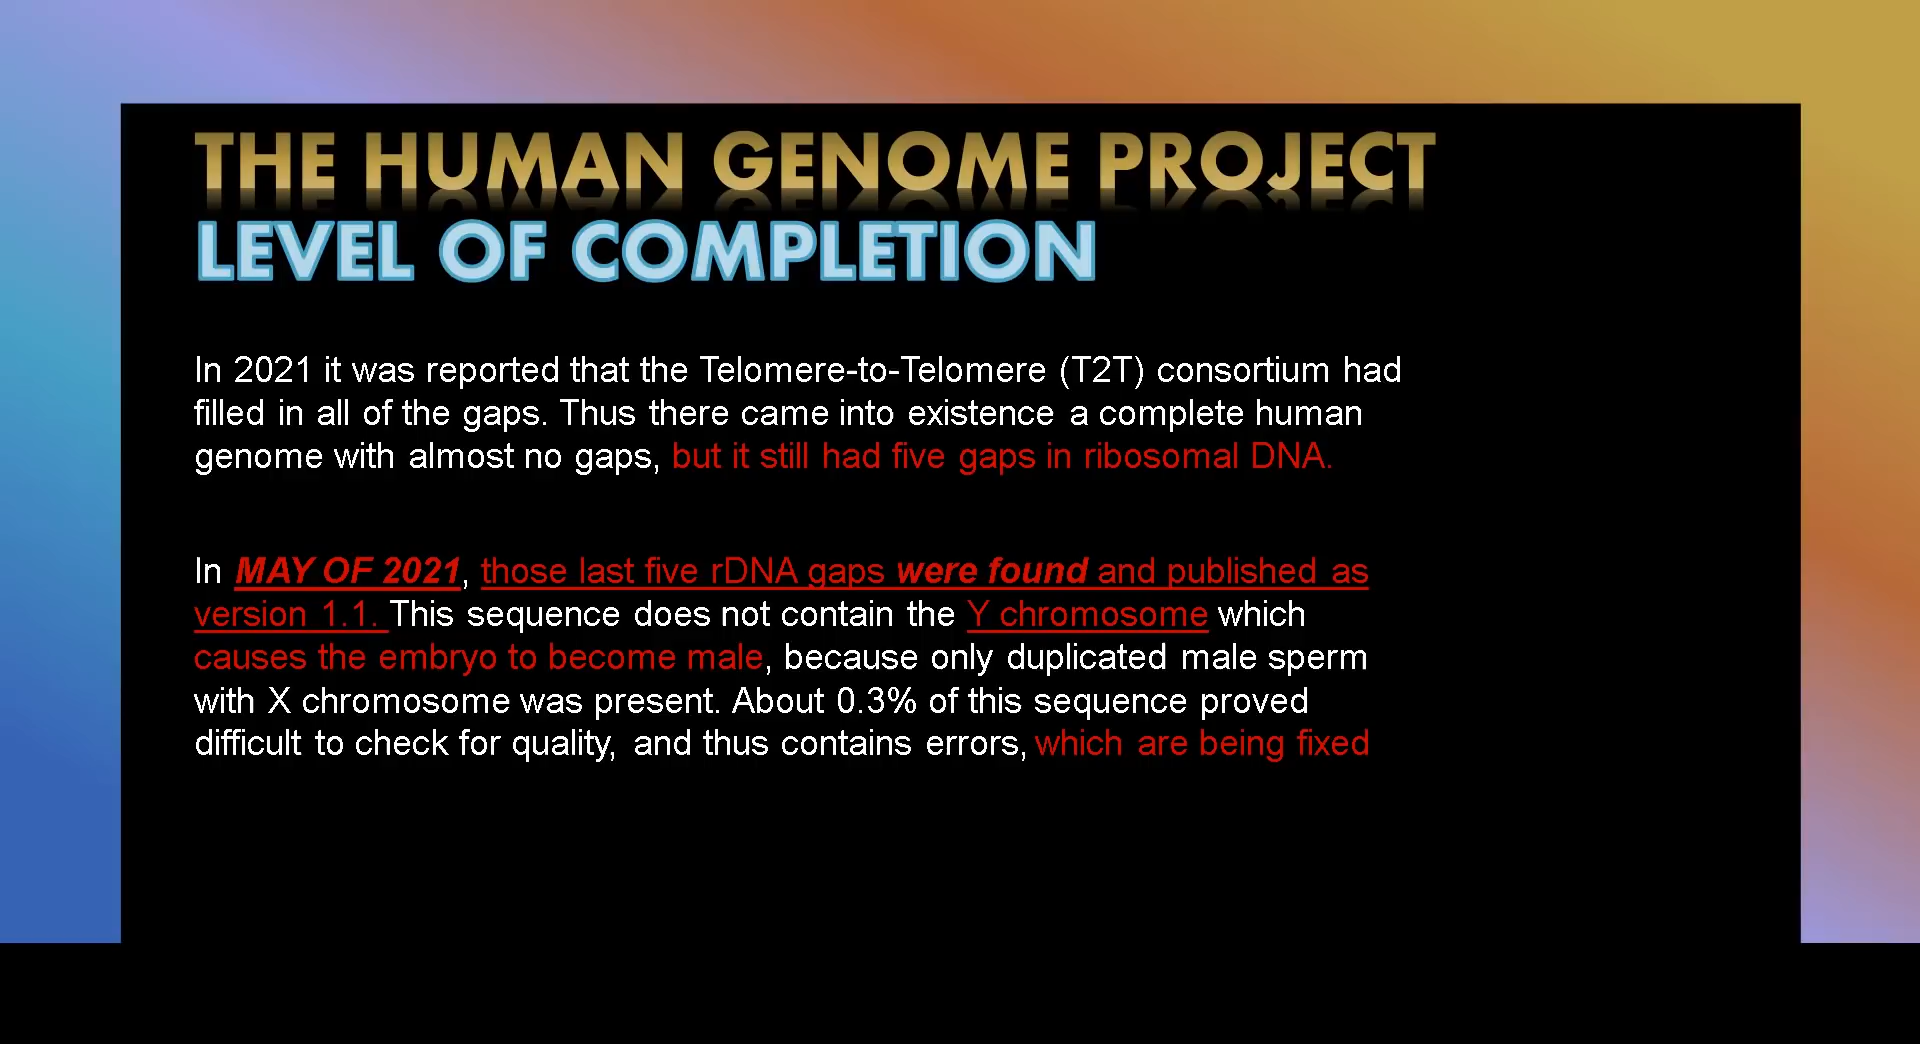 THE HUMAN GENOME PROJECT
LEVEL OF COMPLETION
In 2021 it was reported that the Telomere-to-Telomere (T2T) consortium had
filled in all of the gaps. Thus there came into existence a complete human
genome with almost no gaps, but it still had five gaps in ribosomal DNA.
In MAY OF 2021, those last five rDNA gaps were found and published as
version 1.1. This sequence does not contain the Y chromosome which
causes the embryo to become male, because only duplicated male sperm
with X chromosome was present. About 0.3% of this sequence proved
difficult to check for quality, and thus contains errors, which are being fixed